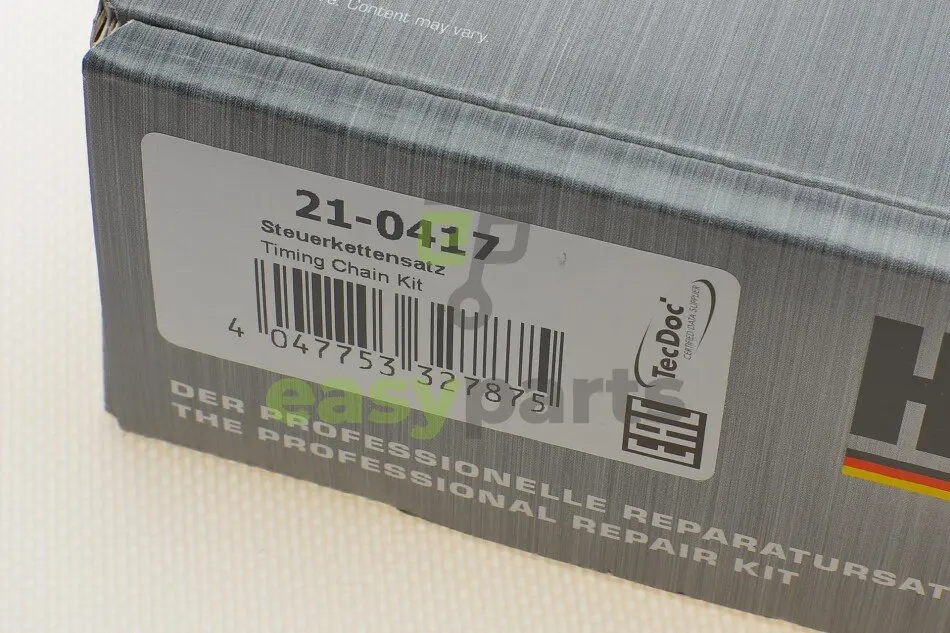 e. Content may vary.
21-0417
Steuerkettensatz
Timing Chain Kit
4 047753 327875
TecDoc
CERTIFIED DATA SUPPLIER
EAC
easyparts
H
DER PROFESSIONELLE REPARATURSAT
THE PROFESSIONAL REPAIR KIT